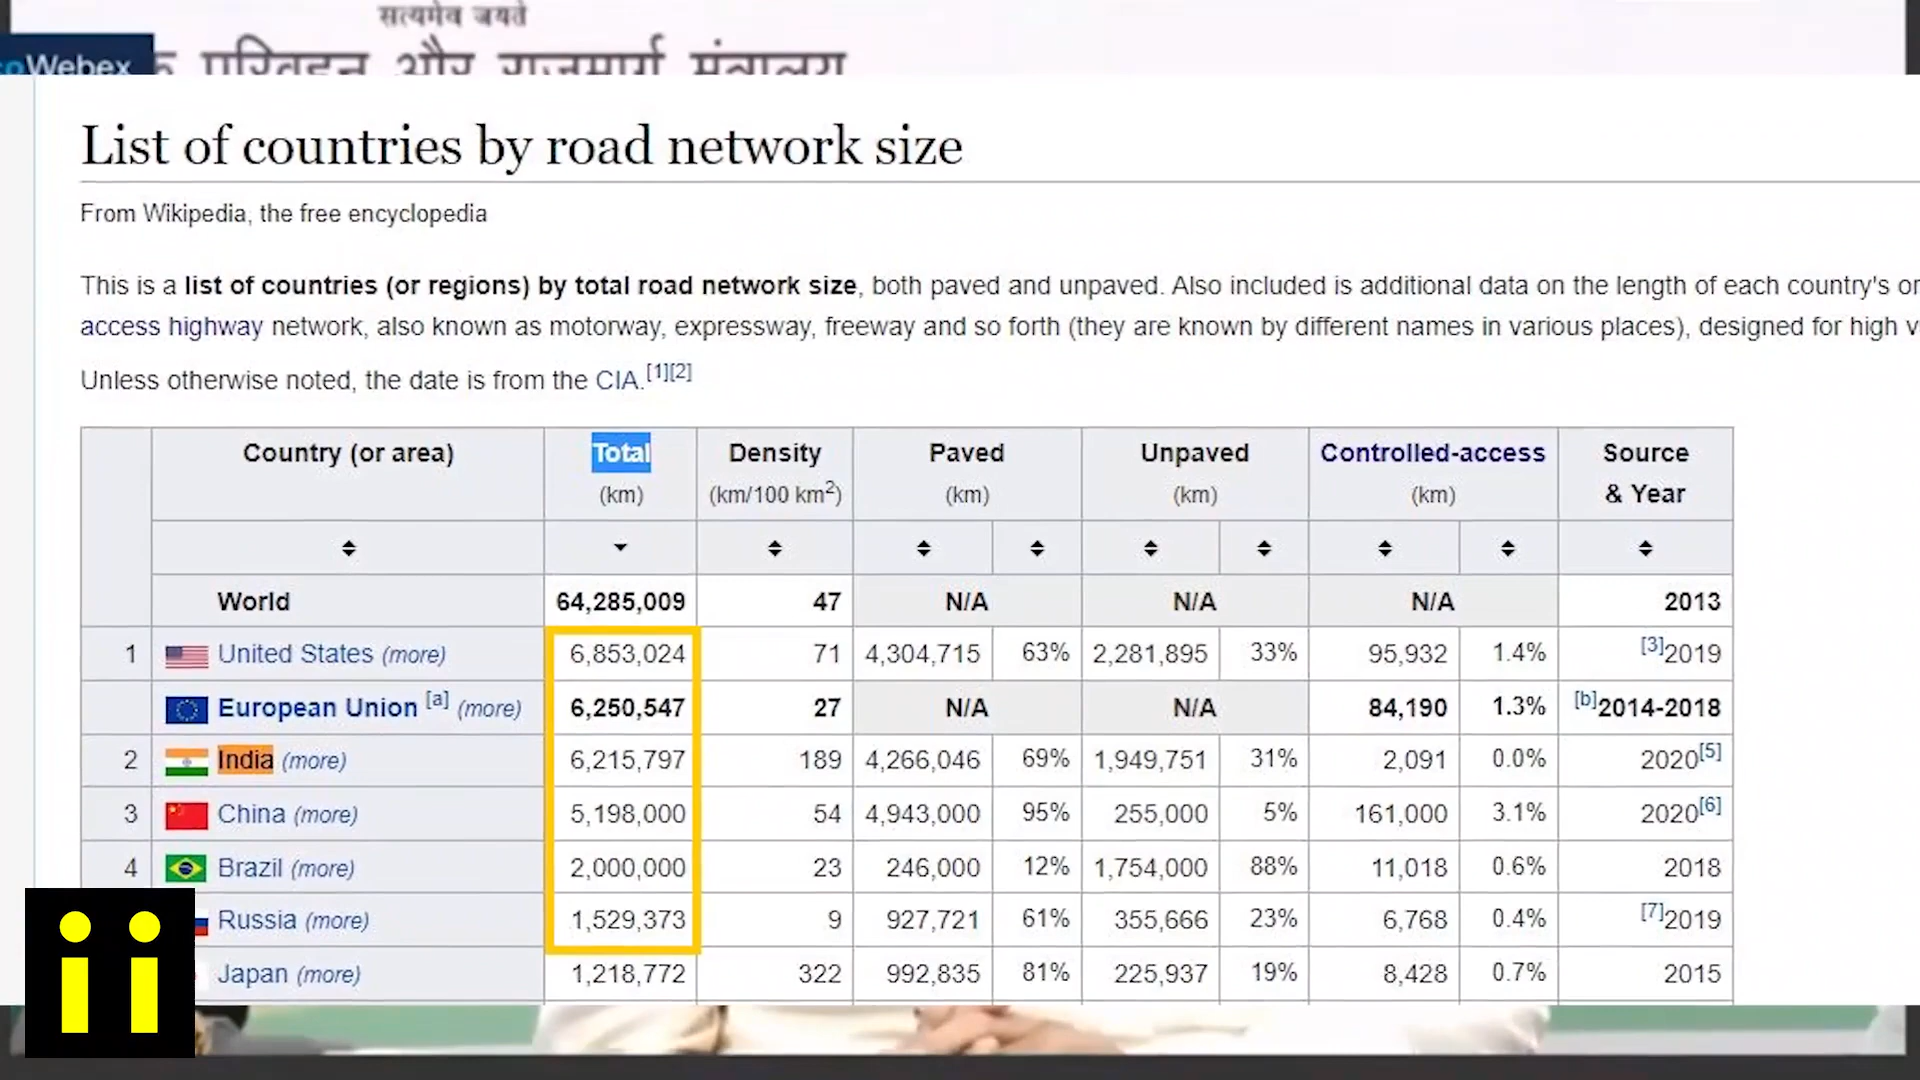 सत्यमेव जयते
Webex
परिवहन और राजमार्ग मंत्रालय
List of countries by road network size
From Wikipedia, the free encyclopedia
This is a list of countries (or regions) by total road network size, both paved and unpaved. Also included is additional data on the length of each country's
access highway network, also known as motorway, expressway, freeway and so forth (they are known by different names in various places), designed for high
Unless otherwise noted, the date is from the CIA.[1][2]
Country (or area) Total (km) Density (km/100 km2) Paved (km) Unpaved (km) Controlled-access (km) Source & Year
World 64,285,009 47 N/A N/A N/A 2013
1 United States (more) 6,853,024 71 4,304,715 63% 2,281,895 33% 95,932 1.4% [3]2019
European Union [a] (more) 6,250,547 27 N/A N/A 84,190 1.3% [b]2014-2018
2 India (more) 6,215,797 189 4,266,046 69% 1,949,751 31% 2,091 0.0% 2020[5]
3 China (more) 5,198,000 54 4,943,000 95% 255,000 5% 161,000 3.1% 2020[6]
4 Brazil (more) 2,000,000 23 246,000 12% 1,754,000 88% 11,018 0.6% 2018
Russia (more) 1,529,373 9 927,721 61% 355,666 23% 6,768 0.4% [7]2019
Japan (more) 1,218,772 322 992,835 81% 225,937 19% 8,428 0.7% 2015
ii